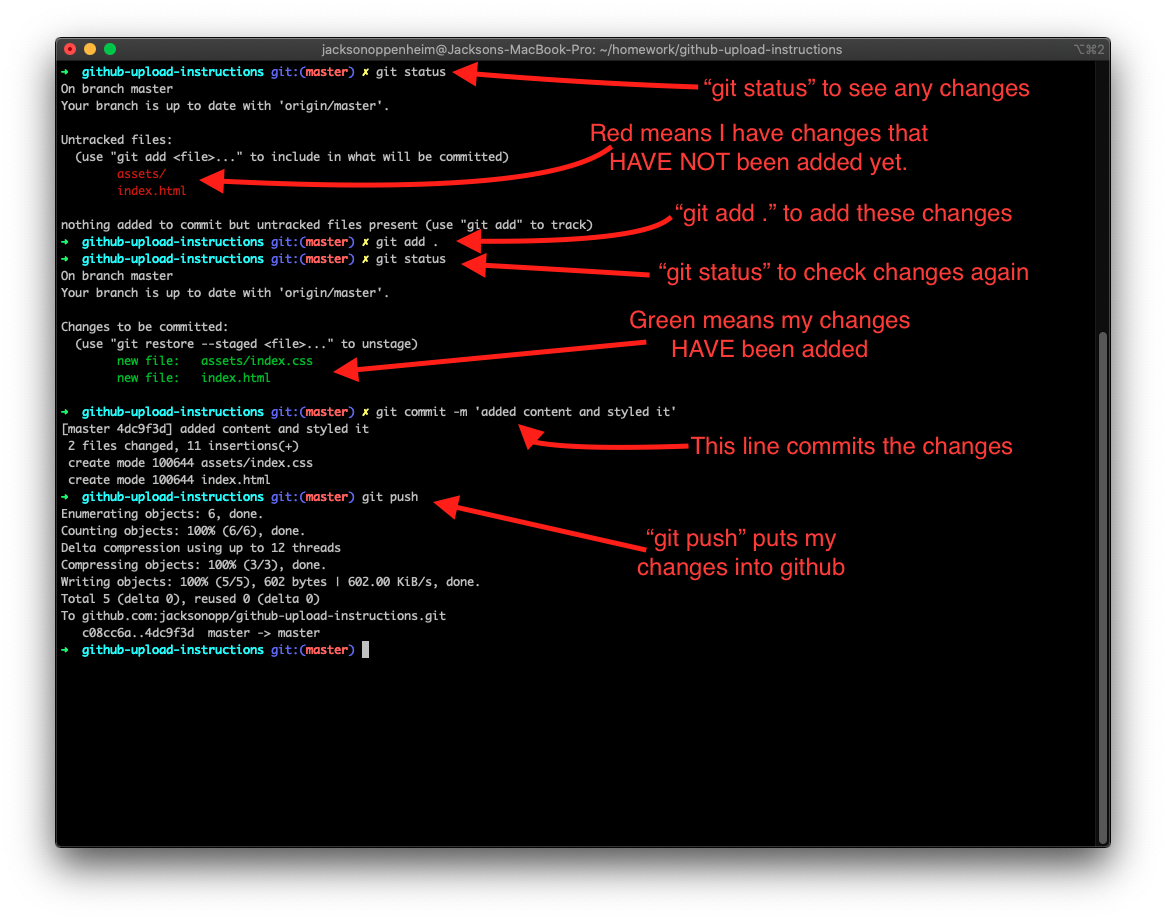 jacksonoppenheim@Jacksons-MacBook-Pro: ~/homework/github-upload-instructions
⌥⌘2
➜ github-upload-instructions git:(master) ✗ git status
“git status” to see any changes
On branch master
Your branch is up to date with 'origin/master'.
Red means I have changes that
HAVE NOT been added yet.
Untracked files:
(use "git add <file>..." to include in what will be committed)
assets/
index.html
nothing added to commit but untracked files present (use "git add" to track)
“git add .” to add these changes
➜ github-upload-instructions git:(master) ✗ git add .
➜ github-upload-instructions git:(master) ✗ git status
“git status” to check changes again
On branch master
Your branch is up to date with 'origin/master'.
Green means my changes
HAVE been added
Changes to be committed:
(use "git restore --staged <file>..." to unstage)
new file: assets/index.css
new file: index.html
➜ github-upload-instructions git:(master) ✗ git commit -m 'added content and styled it'
This line commits the changes
[master 4dc9f3d] added content and styled it
2 files changed, 11 insertions(+)
create mode 100644 assets/index.css
create mode 100644 index.html
➜ github-upload-instructions git:(master) git push
“git push” puts my
changes into github
Enumerating objects: 6, done.
Counting objects: 100% (6/6), done.
Delta compression using up to 12 threads
Compressing objects: 100% (3/3), done.
Writing objects: 100% (5/5), 602 bytes | 602.00 KiB/s, done.
Total 5 (delta 0), reused 0 (delta 0)
To github.com:jacksonopp/github-upload-instructions.git
c08cc6a..4dc9f3d master -> master
➜ github-upload-instructions git:(master)